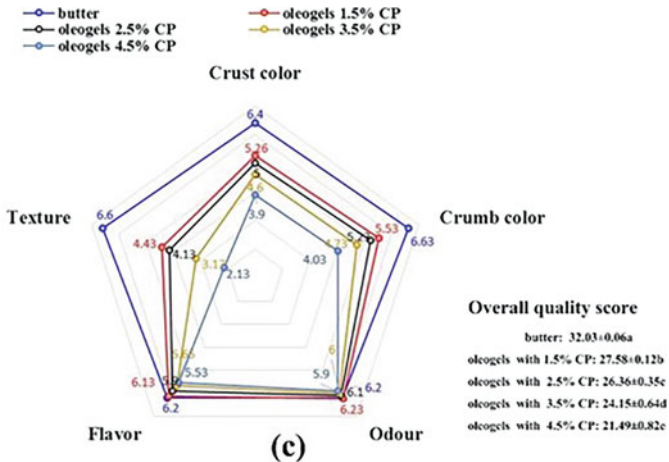 butter
oleogels 1.5% CP
oleogels 2.5% CP
oleogels 3.5% CP
oleogels 4.5% CP
Crust color
6.4
5.26
5
4.6
3.9
Texture
6.6
Crumb color
5.53
6.63
4.43
4.13
4.73
4.03
2.13
Overall quality score
butter: 32.03±0.06a
oleogels with 1.5% CP: 27.58±0.12b
oleogels with 2.5% CP: 26.36±0.35c
oleogels with 3.5% CP: 24.15±0.64d
oleogels with 4.5% CP: 21.49±0.82e
6
5.65
5.53
5.9
6.13
6.2
6.1
6.2
6.23
Flavor
(c)
Odour